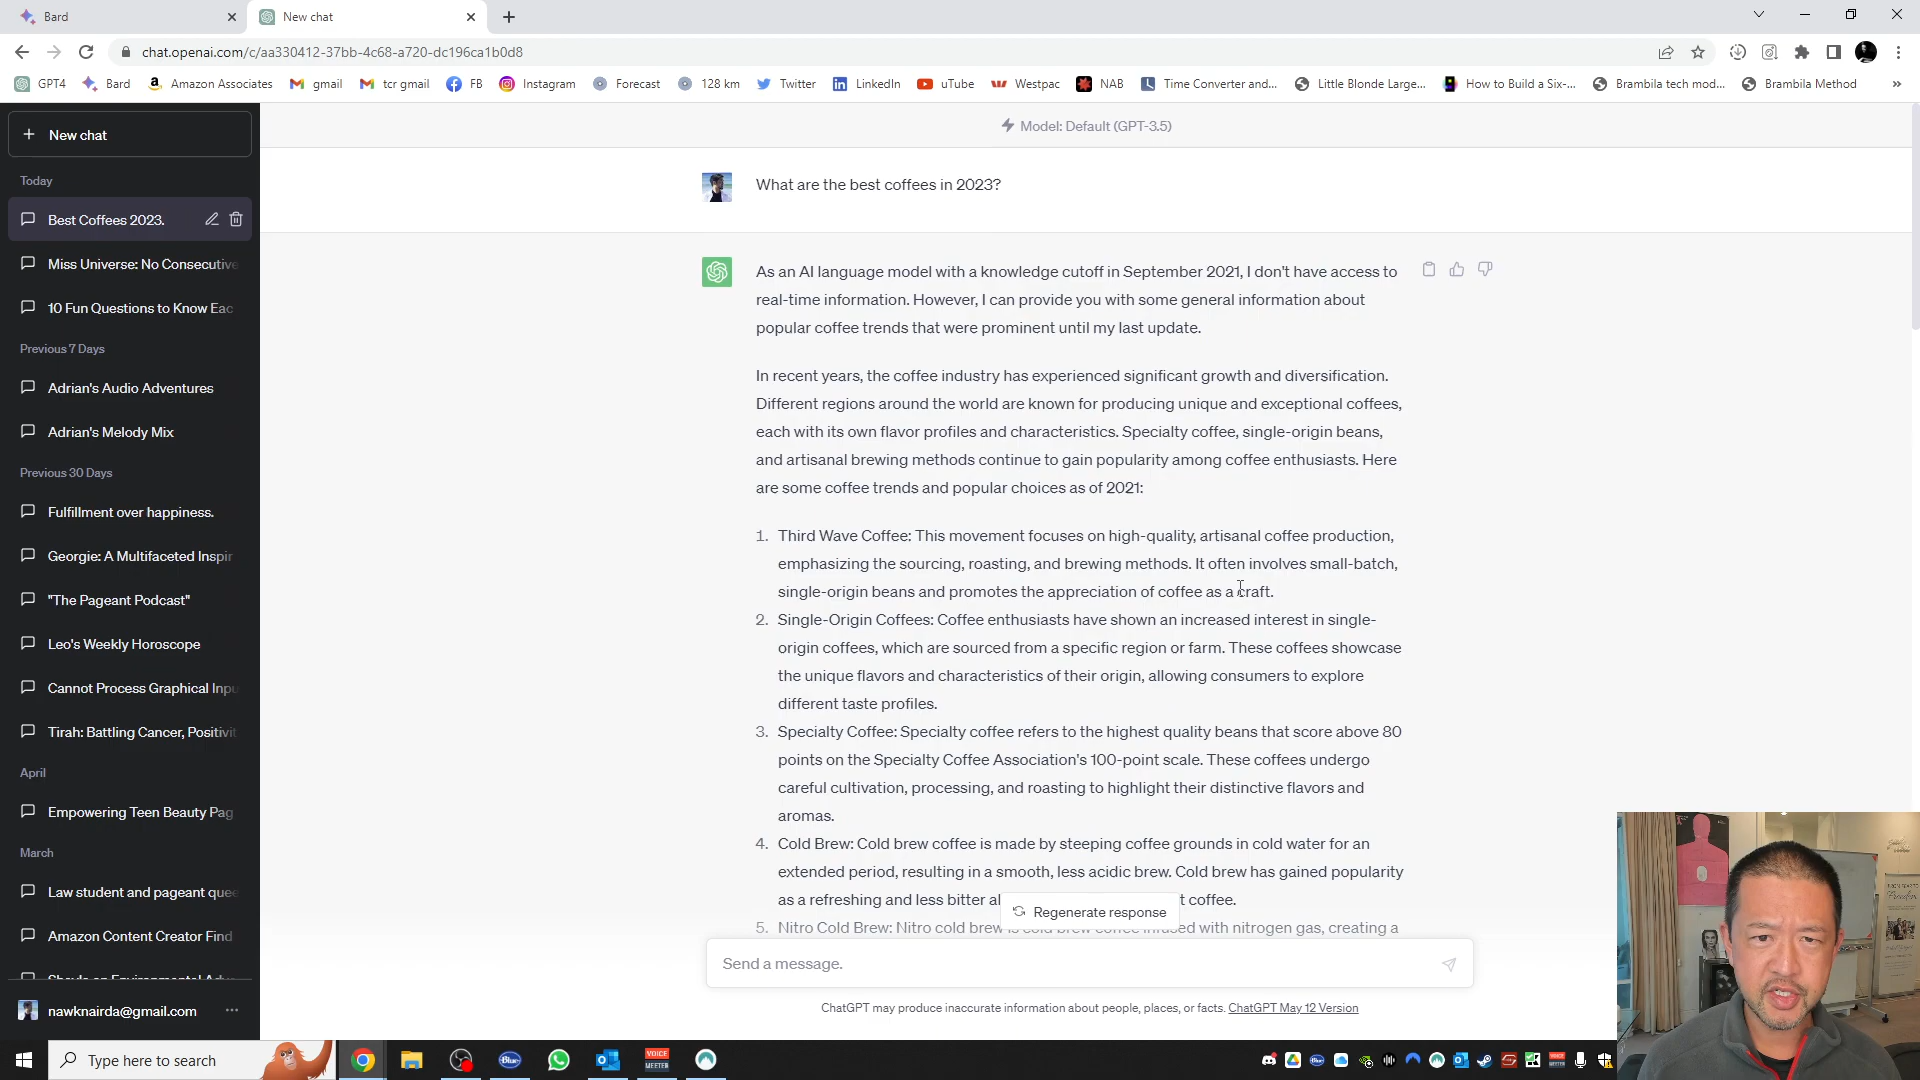 Bard
New chat
chat.openai.com/c/aa330412-37bb-4c68-a720-dc196ca1b0d8
GPT4
Bard
Amazon Associates
gmail
tcr gmail
FB
Instagram
Forecast
128 km
Twitter
LinkedIn
uTube
Westpac
NAB
Time Converter and...
Little Blonde Large...
How to Build a Six-...
Brambila tech mod...
Brambila Method
New chat
Today
Best Coffees 2023.
Miss Universe: No Consecutive
10 Fun Questions to Know Eac
Previous 7 Days
Adrian's Audio Adventures
Adrian's Melody Mix
Previous 30 Days
Fulfillment over happiness.
Georgie: A Multifaceted Inspir
"The Pageant Podcast"
Leo's Weekly Horoscope
Cannot Process Graphical Inpu
Tirah: Battling Cancer, Positivit
April
Empowering Teen Beauty Pag
March
Law student and pageant quee
Amazon Content Creator Find
nawknairda@gmail.com
Model: Default (GPT-3.5)
What are the best coffees in 2023?
As an AI language model with a knowledge cutoff in September 2021, I don't have access to
real-time information. However, I can provide you with some general information about
popular coffee trends that were prominent until my last update.
In recent years, the coffee industry has experienced significant growth and diversification.
Different regions around the world are known for producing unique and exceptional coffees,
each with its own flavor profiles and characteristics. Specialty coffee, single-origin beans,
and artisanal brewing methods continue to gain popularity among coffee enthusiasts. Here
are some coffee trends and popular choices as of 2021:
1. Third Wave Coffee: This movement focuses on high-quality, artisanal coffee production,
emphasizing the sourcing, roasting, and brewing methods. It often involves small-batch,
single-origin beans and promotes the appreciation of coffee as a craft.
2. Single-Origin Coffees: Coffee enthusiasts have shown an increased interest in single-
origin coffees, which are sourced from a specific region or farm. These coffees showcase
the unique flavors and characteristics of their origin, allowing consumers to explore
different taste profiles.
3. Specialty Coffee: Specialty coffee refers to the highest quality beans that score above 80
points on the Specialty Coffee Association's 100-point scale. These coffees undergo
careful cultivation, processing, and roasting to highlight their distinctive flavors and
aromas.
4. Cold Brew: Cold brew coffee is made by steeping coffee grounds in cold water for an
extended period, resulting in a smooth, less acidic brew. Cold brew has gained popularity
as a refreshing and less bitter al t coffee.
Regenerate response
5. Nitro Cold Brew: Nitro cold brew is cold brew coffee infused with nitrogen gas, creating a
Send a message.
ChatGPT may produce inaccurate information about people, places, or facts. ChatGPT May 12 Version
Type here to search
Blue
VOICE
MEETER